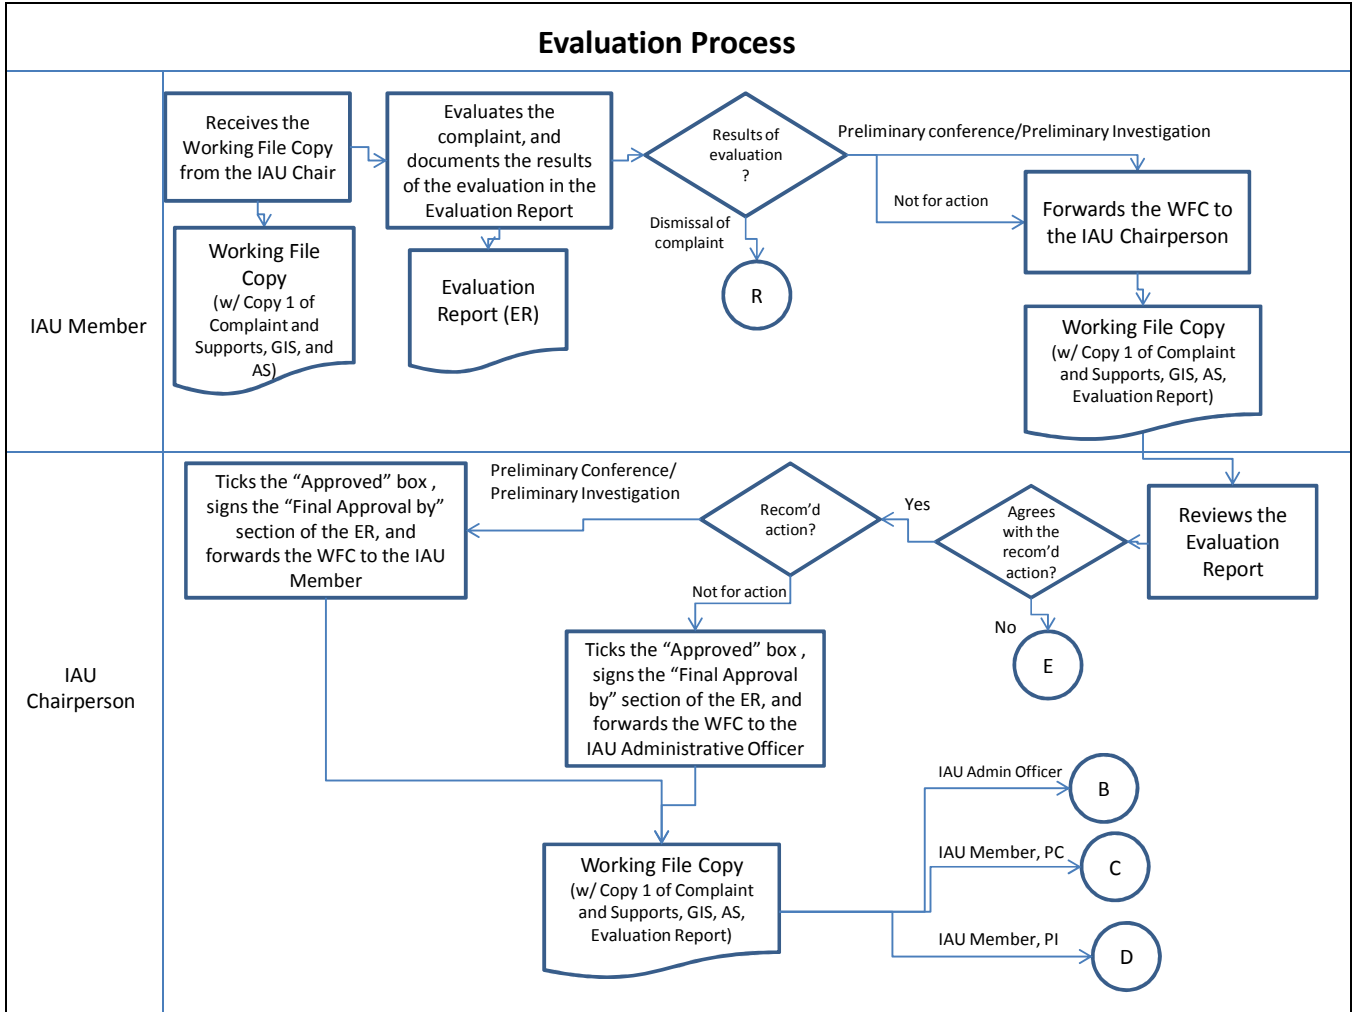 Evaluation Process
IAU Member
Receives the
Working File Copy
from the IAU Chair
Working File
Copy
(w/ Copy 1 of
Complaint and
Supports, GIS, and
AS)
Evaluates the
complaint, and
documents the results
of the evaluation in the
Evaluation Report
Evaluation
Report (ER)
Results of
evaluation
?
Dismissal of
complaint
R
Preliminary conference/Preliminary Investigation
Not for action
Forwards the WFC to
the IAU Chairperson
Working File Copy
(w/ Copy 1 of Complaint
and Supports, GIS, AS,
Evaluation Report)
IAU
Chairperson
Reviews the
Evaluation
Report
Agrees
with the
recom’d
action?
Yes
No
E
Recom’d
action?
Preliminary Conference/
Preliminary Investigation
Not for action
Ticks the “Approved” box ,
signs the “Final Approval by”
section of the ER, and
forwards the WFC to the IAU
Member
Ticks the “Approved” box ,
signs the “Final Approval
by” section of the ER, and
forwards the WFC to the
IAU Administrative Officer
Working File Copy
(w/ Copy 1 of Complaint
and Supports, GIS, AS,
Evaluation Report)
IAU Admin Officer
B
IAU Member, PC
C
IAU Member, PI
D